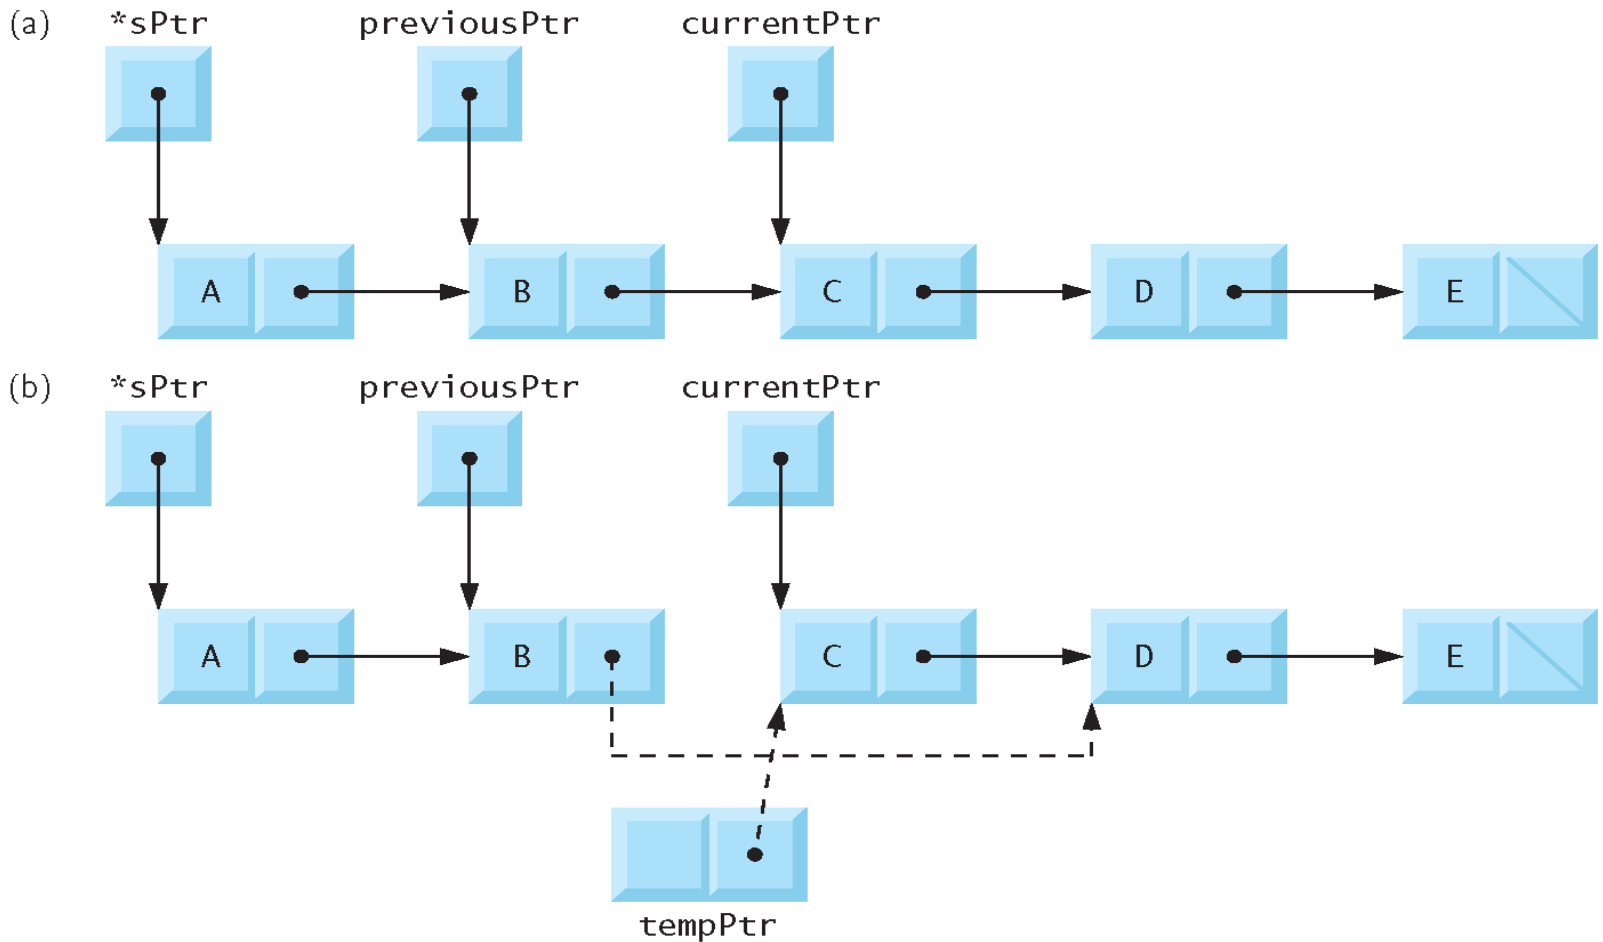 (a) *sPtr previousPtr currentPtr
A B C D E
(b) *sPtr previousPtr currentPtr
A B C D E
tempPtr